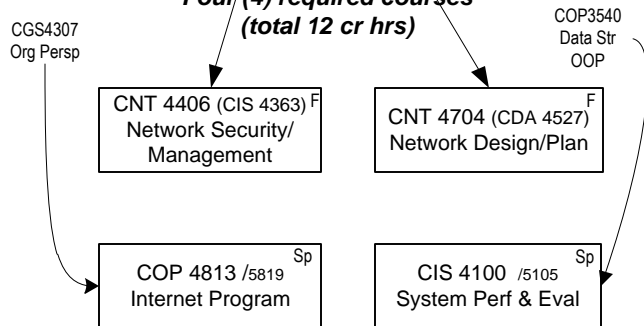 Four (4) required courses
(total 12 cr hrs)
CGS4307
Org Persp
COP3540
Data Str
OOP
CNT 4406 (CIS 4363) F
Network Security/
Management
CNT 4704 (CDA 4527) F
Network Design/Plan
COP 4813 /5819 Sp
Internet Program
CIS 4100 /5105 Sp
System Perf & Eval